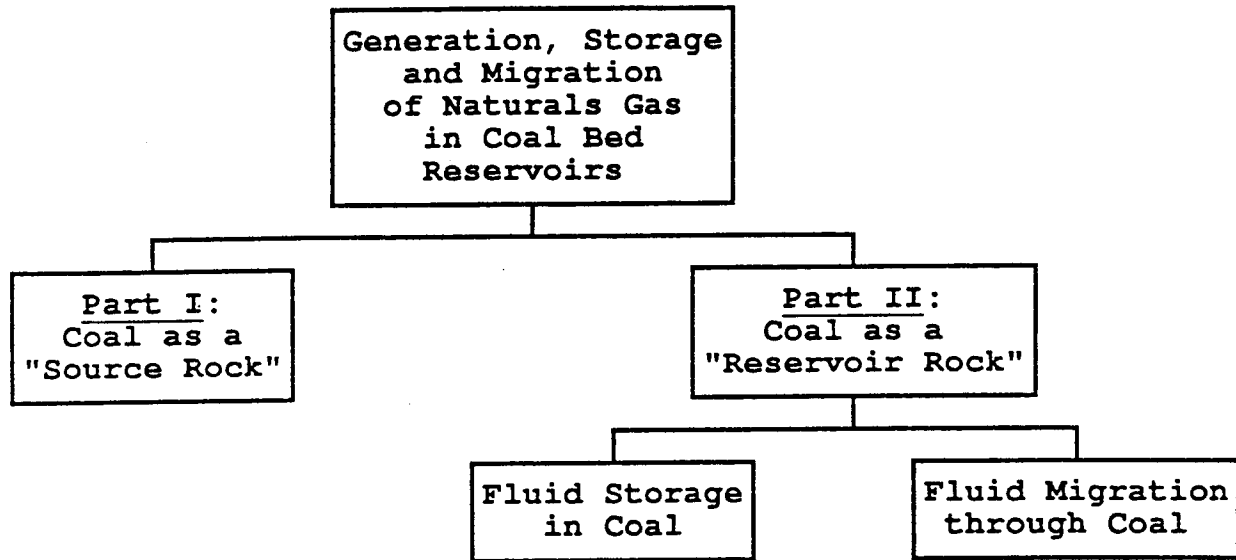 Generation, Storage
and Migration
of Naturals Gas
in Coal Bed
Reservoirs
Part I:
Coal as a
"Source Rock"
Part II:
Coal as a
"Reservoir Rock"
Fluid Storage
in Coal
Fluid Migration
through Coal